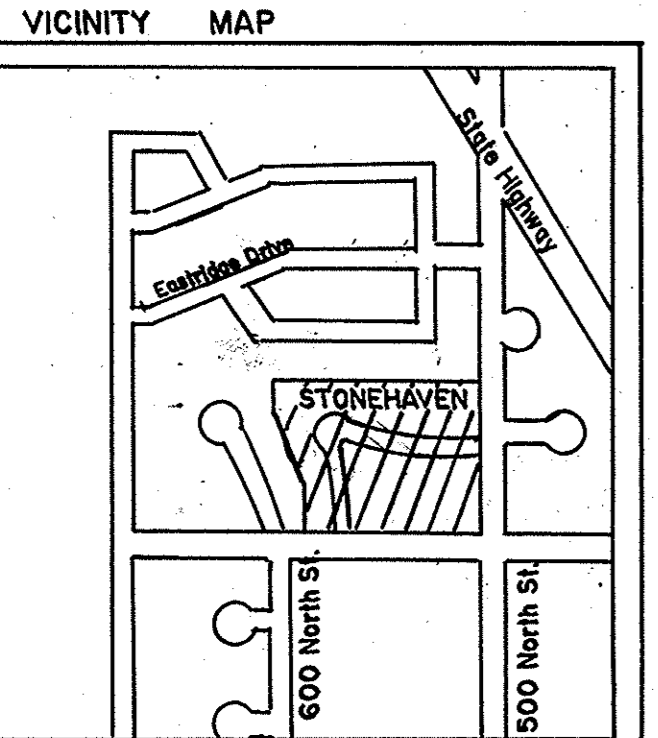 VICINITY MAP
State Highway
Eastridge Drive
STONEHAVEN
600 North St.
500 North St.